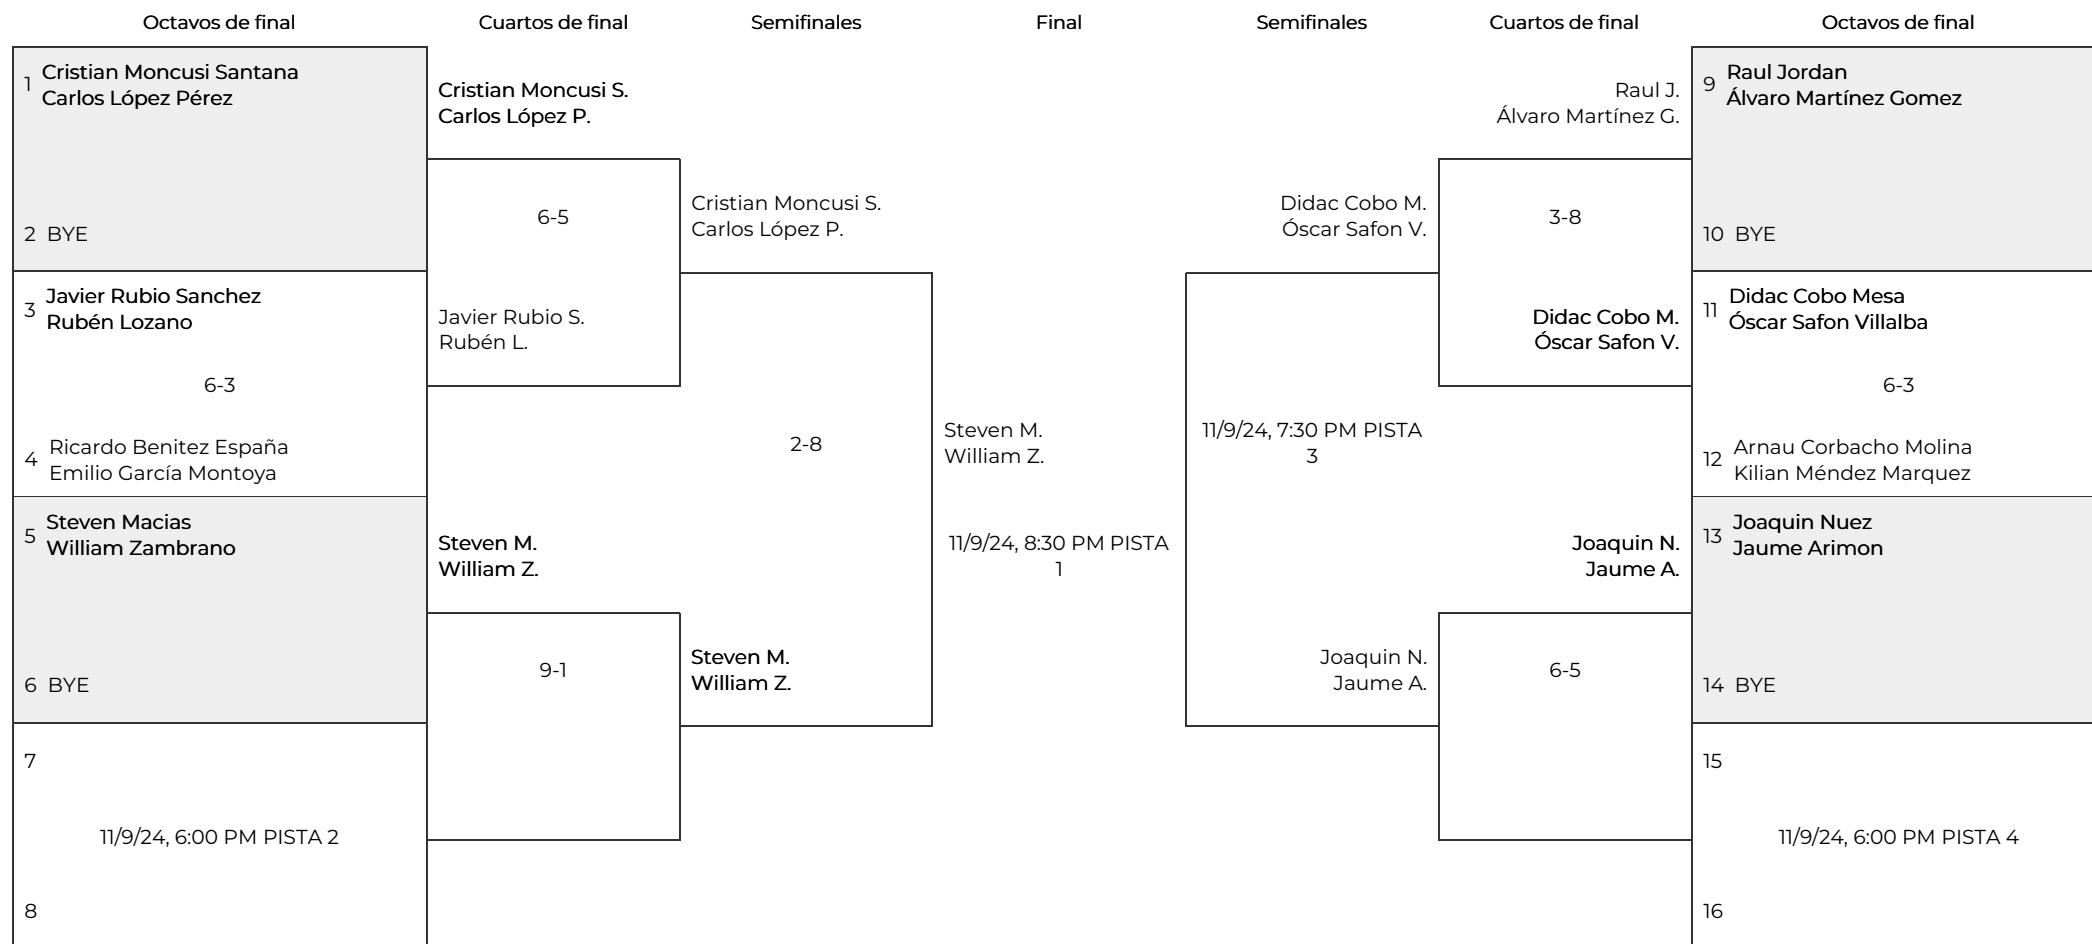 Octavos de final
Cuartos de final
Semifinales
Final
Semifinales
Cuartos de final
Octavos de final
1 Cristian Moncusi Santana
Carlos López Pérez
2 BYE
3 Javier Rubio Sanchez
Rubén Lozano
6-3
4 Ricardo Benitez España
Emilio García Montoya
5 Steven Macias
William Zambrano
6 BYE
7
11/9/24, 6:00 PM PISTA 2
8
Cristian Moncusi S.
Carlos López P.
6-5
Javier Rubio S.
Rubén L.
Steven M.
William Z.
9-1
Cristian Moncusi S.
Carlos López P.
2-8
Steven M.
William Z.
Steven M.
William Z.
11/9/24, 8:30 PM PISTA
1
Didac Cobo M.
Óscar Safon V.
11/9/24, 7:30 PM PISTA
3
Joaquin N.
Jaume A.
Raul J.
Álvaro Martínez G.
3-8
Didac Cobo M.
Óscar Safon V.
Joaquin N.
Jaume A.
6-5
9 Raul Jordan
Álvaro Martínez Gomez
10 BYE
11 Didac Cobo Mesa
Óscar Safon Villalba
6-3
12 Arnau Corbacho Molina
Kilian Méndez Marquez
13 Joaquin Nuez
Jaume Arimon
14 BYE
15
11/9/24, 6:00 PM PISTA 4
16